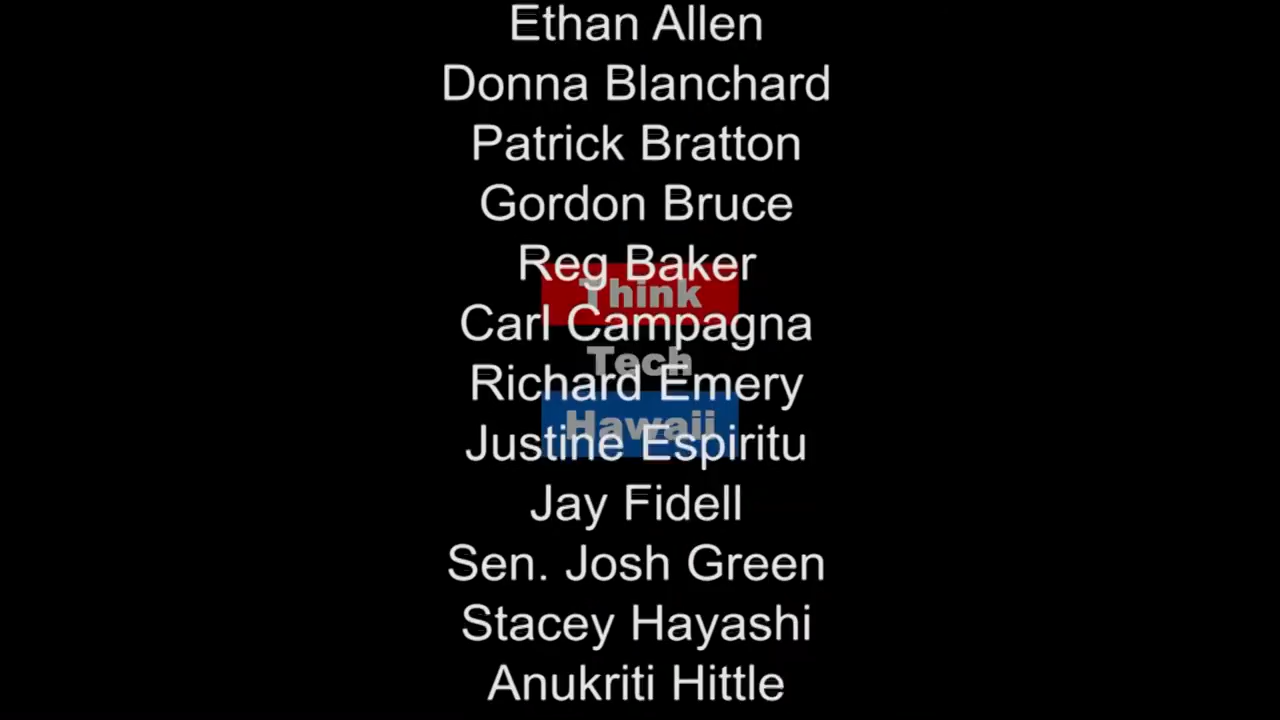 Ethan Allen
Donna Blanchard
Patrick Bratton
Gordon Bruce
Reg Baker
Think
Carl Campagna
Tech
Richard Emery
Hawaii
Justine Espiritu
Jay Fidell
Sen. Josh Green
Stacey Hayashi
Anukriti Hittle